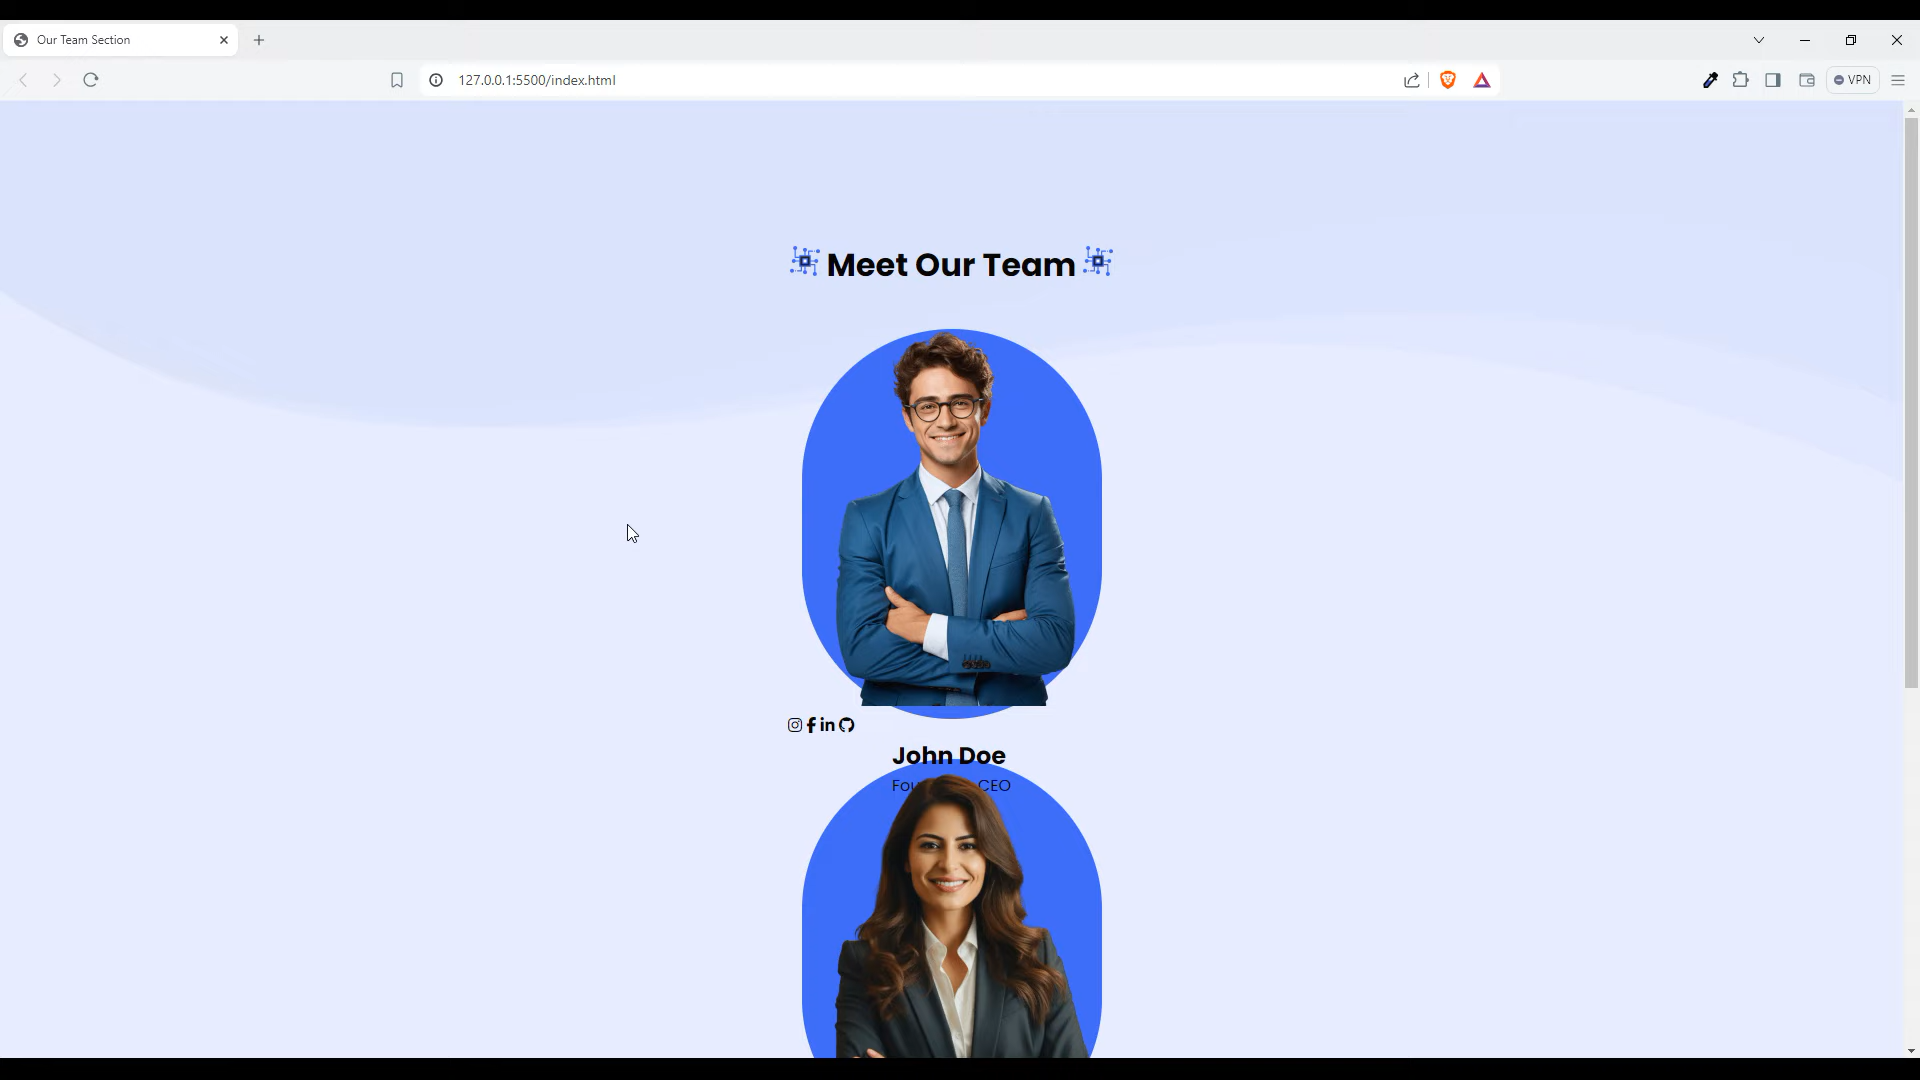 Our Team Section
127.0.0.1:5500/index.html
VPN
Meet Our Team
in
John Doe
CEO